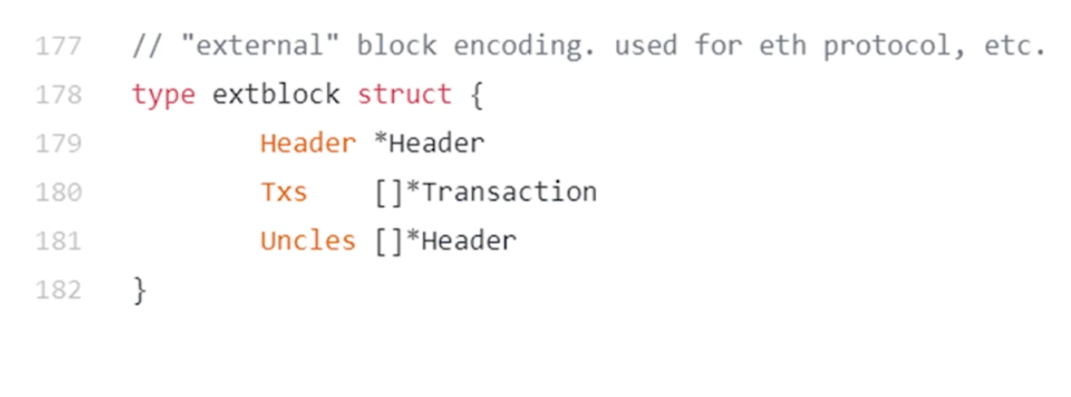 177 // "external" block encoding. used for eth protocol, etc.
178 type extblock struct {
179 Header *Header
180 Txs []*Transaction
181 Uncles []*Header
182 }